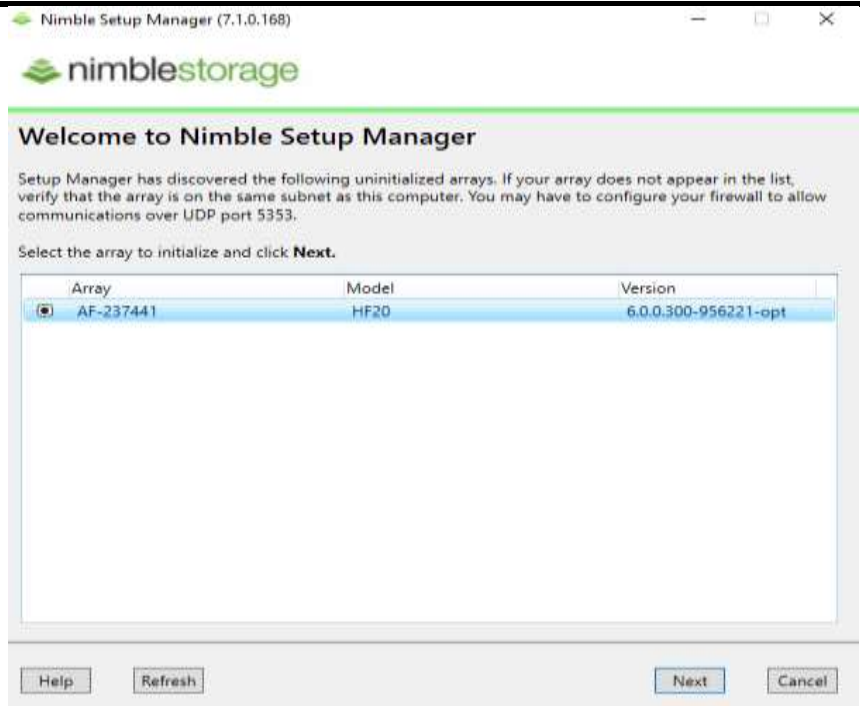 Nimble Setup Manager (7.1.0.168)
nimblestorage
Welcome to Nimble Setup Manager
Setup Manager has discovered the following uninitialized arrays. If your array does not appear in the list,
verify that the array is on the same subnet as this computer. You may have to configure your firewall to allow
communications over UDP port 5353.
Select the array to initialize and click Next.
Array Model Version
AF-237441 HF20 6.0.0.300-956221-opt
Help Refresh Next Cancel